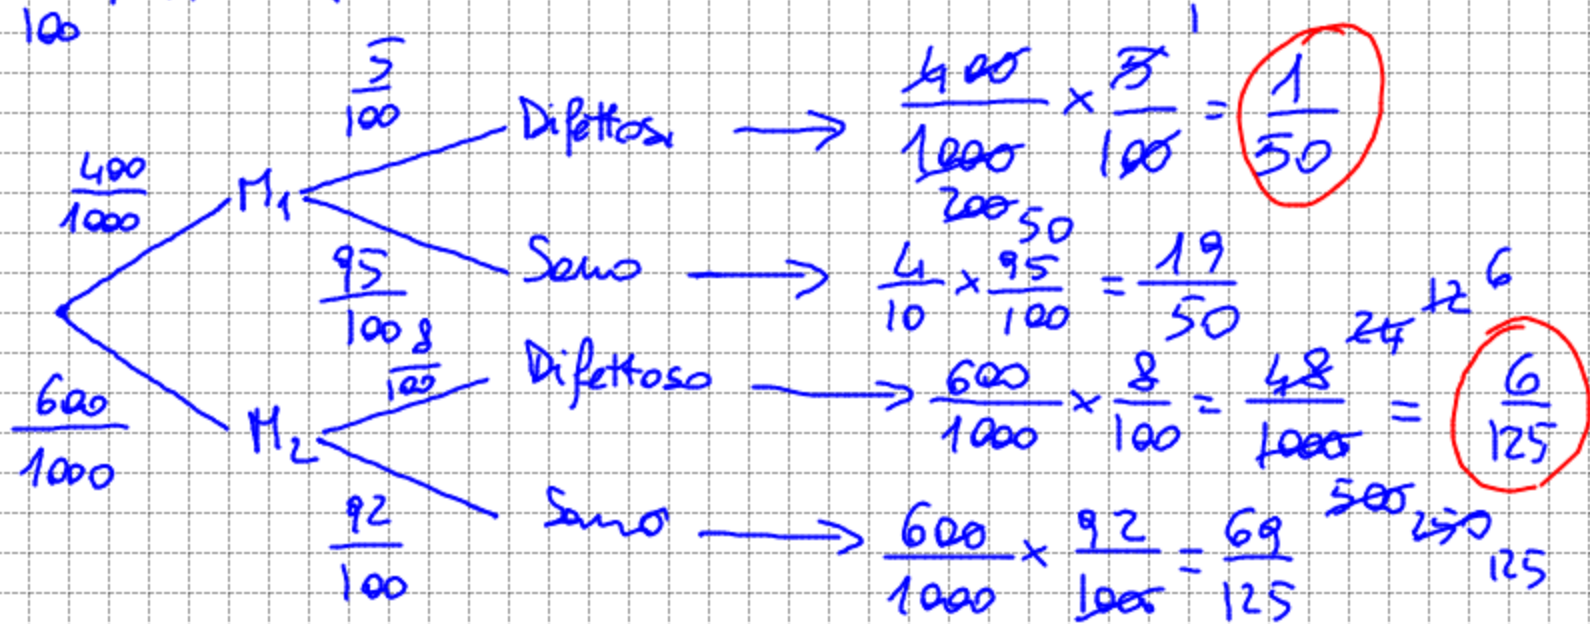 100
5/100 Difettoso → 400/1000 × 5/100 = 1/50
1
400/1000 M₁
200 50
95/100 Sano → 4/10 × 95/100 = 19/50
8/100 Difettoso → 600/1000 × 8/100 = 48/1000 = 6/125
24 12 6
600/1000 M₂
500 250 125
92/100 Sano → 600/1000 × 92/100 = 69/125